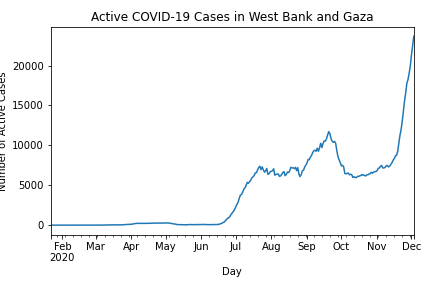 Active COVID-19 Cases in West Bank and Gaza
Number of Active Cases
20000
15000
10000
5000
0
Feb Mar Apr May Jun Jul Aug Sep Oct Nov Dec
2020
Day